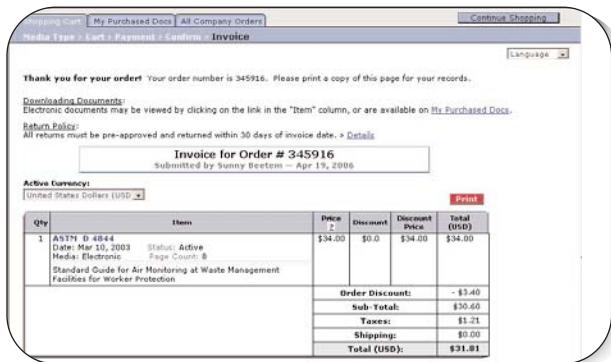 Shopping Cart My Purchased Docs All Company Orders Continue Shopping
Media Type > Cart > Payment > Confirm > Invoice
Language
Thank you for your order! Your order number is 345916. Please print a copy of this page for your records.
Downloading Documents:
Electronic documents may be viewed by clicking on the link in the "Item" column, or are available on My Purchased Docs.
Return Policy:
All returns must be pre-approved and returned within 30 days of invoice date. > Details
Invoice for Order # 345916
Submitted by Sunny Beetem — Apr 19, 2006
Active Currency:
United States Dollars (USD
Print
Qty Item Price ? Discount Discount Price Total (USD)
1 ASTM D 4844 $34.00 $0.0 $34.00 $34.00
Date: Mar 10, 2003 Status: Active
Media: Electronic Page Count: 8
Standard Guide for Air Monitoring at Waste Management
Facilities for Worker Protection
Order Discount: - $3.40
Sub-Total: $30.60
Taxes: $1.21
Shipping: $0.00
Total (USD): $31.81